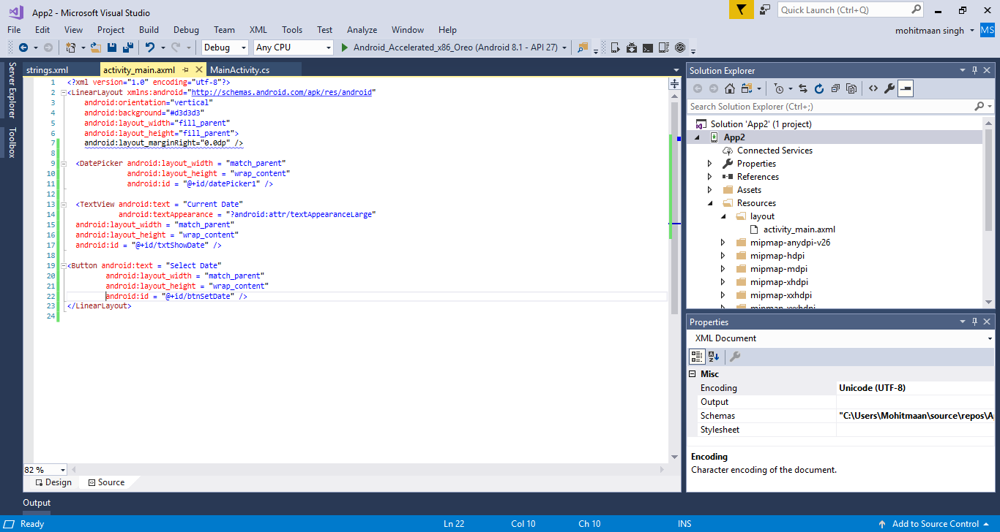 App2 - Microsoft Visual Studio
Quick Launch (Ctrl+Q)
File Edit View Project Build Debug Team XML Tools Test Analyze Window Help
mohitmaan singh MS
Debug Any CPU Android_Accelerated_x86_Oreo (Android 8.1 - API 27)
Server Explorer
Toolbox
strings.xml activity_main.axml MainActivity.cs
1 <?xml version="1.0" encoding="utf-8"?>
2 <LinearLayout xmlns:android="http://schemas.android.com/apk/res/android"
3 android:orientation="vertical"
4 android:background="#d3d3d3"
5 android:layout_width="fill_parent"
6 android:layout_height="fill_parent">
7 android:layout_marginRight="0.0dp" />
8
9 <DatePicker android:layout_width = "match_parent"
10 android:layout_height = "wrap_content"
11 android:id = "@+id/datePicker1" />
12
13 <TextView android:text = "Current Date"
14 android:textAppearance = "?android:attr/textAppearanceLarge"
15 android:layout_width = "match_parent"
16 android:layout_height = "wrap_content"
17 android:id = "@+id/txtShowDate" />
18
19 <Button android:text = "Select Date"
20 android:layout_width = "match_parent"
21 android:layout_height = "wrap_content"
22 android:id = "@+id/btnSetDate" />
23 </LinearLayout>
24
82 %
Design Source
Solution Explorer
Search Solution Explorer (Ctrl+;)
Solution 'App2' (1 project)
App2
Connected Services
Properties
References
Assets
Resources
layout
activity_main.axml
mipmap-anydpi-v26
mipmap-hdpi
mipmap-mdpi
mipmap-xhdpi
mipmap-xxhdpi
mipmap-xxxhdpi
Properties
XML Document
Misc
Encoding Unicode (UTF-8)
Output
Schemas "C:\Users\Mohitmaan\source\repos\A
Stylesheet
Encoding
Character encoding of the document.
Output
Ready Ln 22 Col 10 Ch 10 INS Add to Source Control